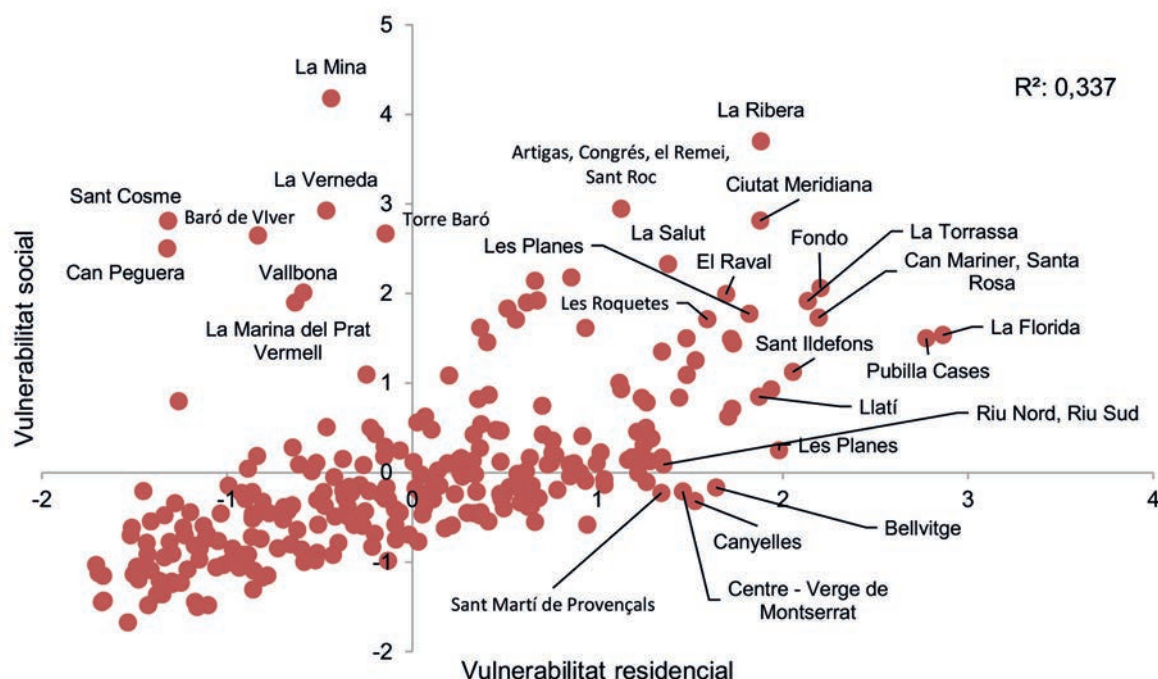 5
La Mina
R²: 0,337
4
La Ribera
Artigas, Congrés, el Remei,
Sant Roc
Ciutat Meridiana
La Verneda
Sant Cosme
3
Baró de VIver
Torre Baró
La Salut
La Torrassa
Les Planes
Fondo
Can Peguera
Vallbona
El Raval
Can Mariner, Santa
Rosa
2
Les Roquetes
La Marina del Prat
Vermell
La Florida
Sant Ildefons
Pubilla Cases
1
Llatí
Riu Nord, Riu Sud
Les Planes
0
-2
-1
0
1
2
3
4
Bellvitge
Canyelles
-1
Sant Martí de Provençals
Centre - Verge de
Montserrat
-2
Vulnerabilitat social
Vulnerabilitat residencial